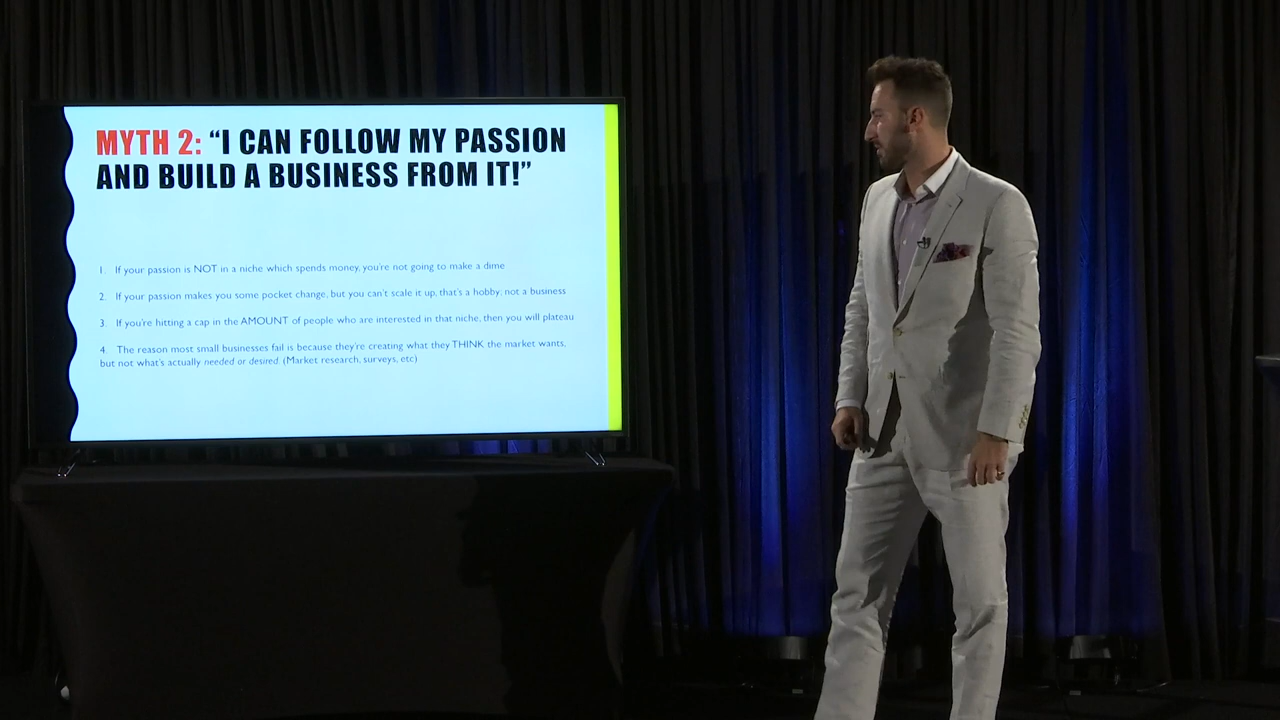 MYTH 2: “I CAN FOLLOW MY PASSION
AND BUILD A BUSINESS FROM IT!”
1. If your passion is NOT in a niche which spends money, you're not going to make a dime
2. If your passion makes you some pocket change, but you can't scale it up, that's a hobby; not a business
3. If you're hitting a cap in the AMOUNT of people who are interested in that niche, then you will plateau
4. The reason most small businesses fail is because they're creating what they THINK the market wants,
but not what's actually needed or desired. (Market research, surveys, etc)